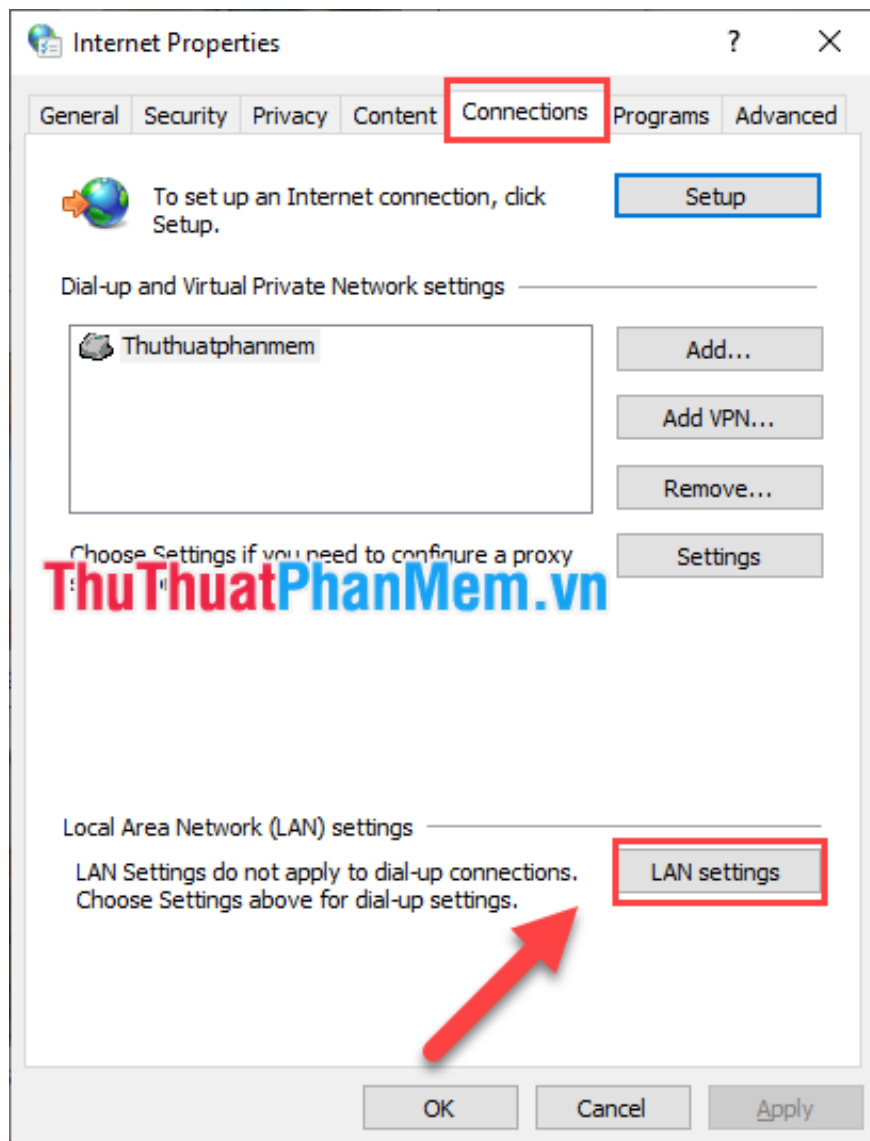 Internet Properties
?
General Security Privacy Content Connections Programs Advanced
To set up an Internet connection, click
Setup.
Setup
Dial-up and Virtual Private Network settings
Thuthuatphanmem
Add...
Add VPN...
Remove...
Choose Settings if you need to configure a proxy
Settings
ThuThuatPhanMem.vn
Local Area Network (LAN) settings
LAN Settings do not apply to dial-up connections.
Choose Settings above for dial-up settings.
LAN settings
OK Cancel Apply